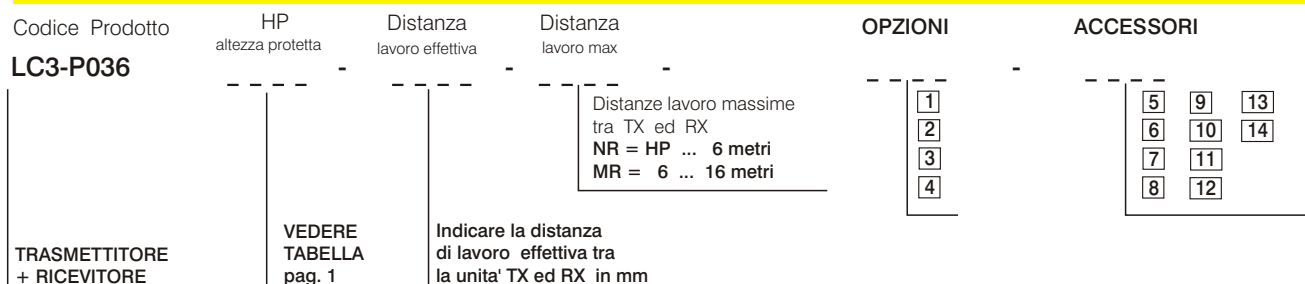 Codice Prodotto HP Distanza Distanza OPZIONI ACCESSORI
altezza protetta lavoro effettiva lavoro max
LC3-P036 _ _ _ _ - _ _ _ _ - _ _ _ _ - _ _ _ _ - _ _ _ _
Distanze lavoro massime
tra TX ed RX
NR = HP ... 6 metri
MR = 6 ... 16 metri
1
2
3
4
5 9 13
6 10 14
7 11
8 12
TRASMETTITORE
+ RICEVITORE
VEDERE
TABELLA
pag. 1
Indicare la distanza
di lavoro effettiva tra
la unita' TX ed RX in mm